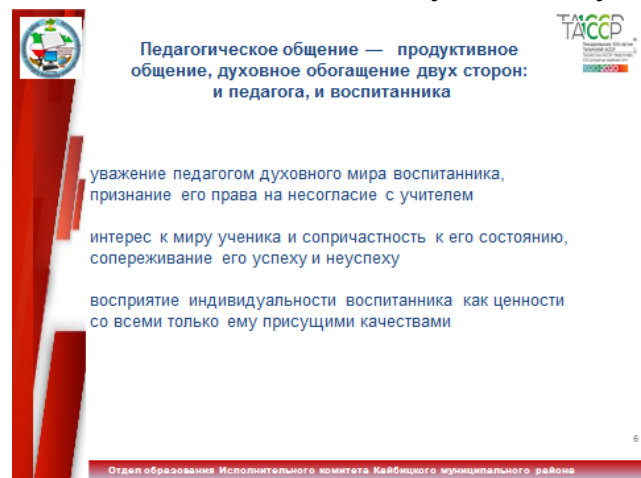 Педагогическое общение — продуктивное
общение, духовное обогащение двух сторон:
и педагога, и воспитанника
ТАССР
уважение педагогом духовного мира воспитанника,
признание его права на несогласие с учителем
интерес к миру ученика и сопричастность к его состоянию,
сопереживание его успеху и неуспеху
восприятие индивидуальности воспитанника как ценности
со всеми только ему присущими качествами
6
Отдел образования Исполнительного комитета Кайбицкого муниципального района